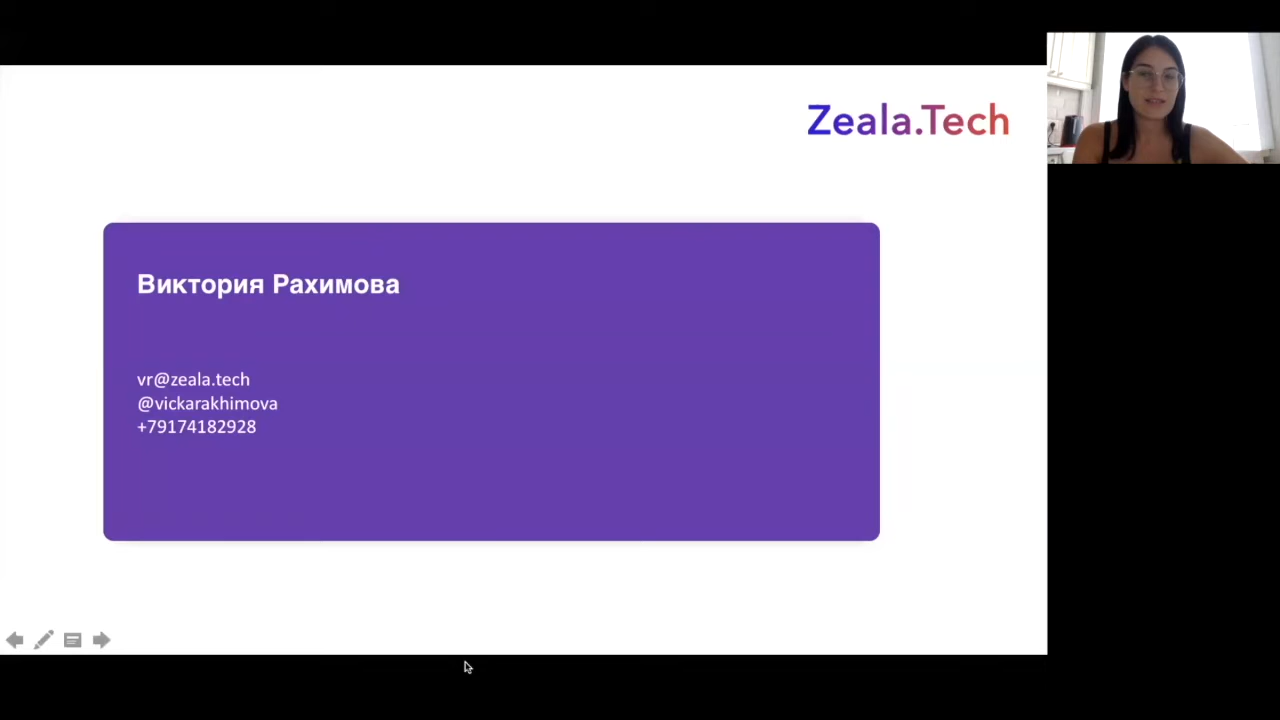 Zeala.Tech
Виктория Рахимова
vr@zeala.tech
@vickarakhimova
+79174182928